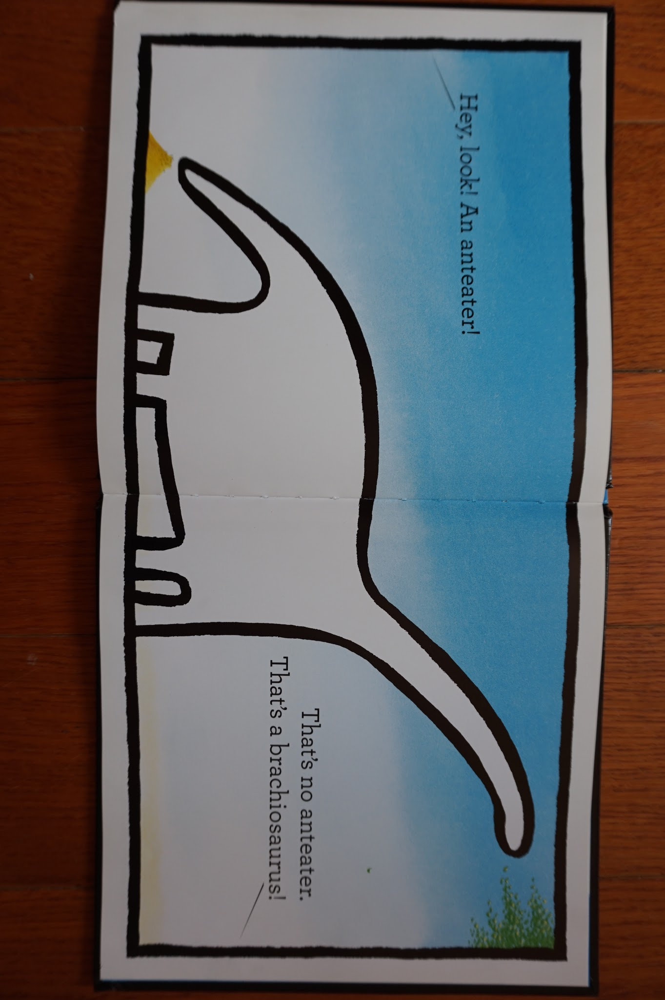 Hey, look! An anteater!
That's no anteater.
That's a brachiosaurus!